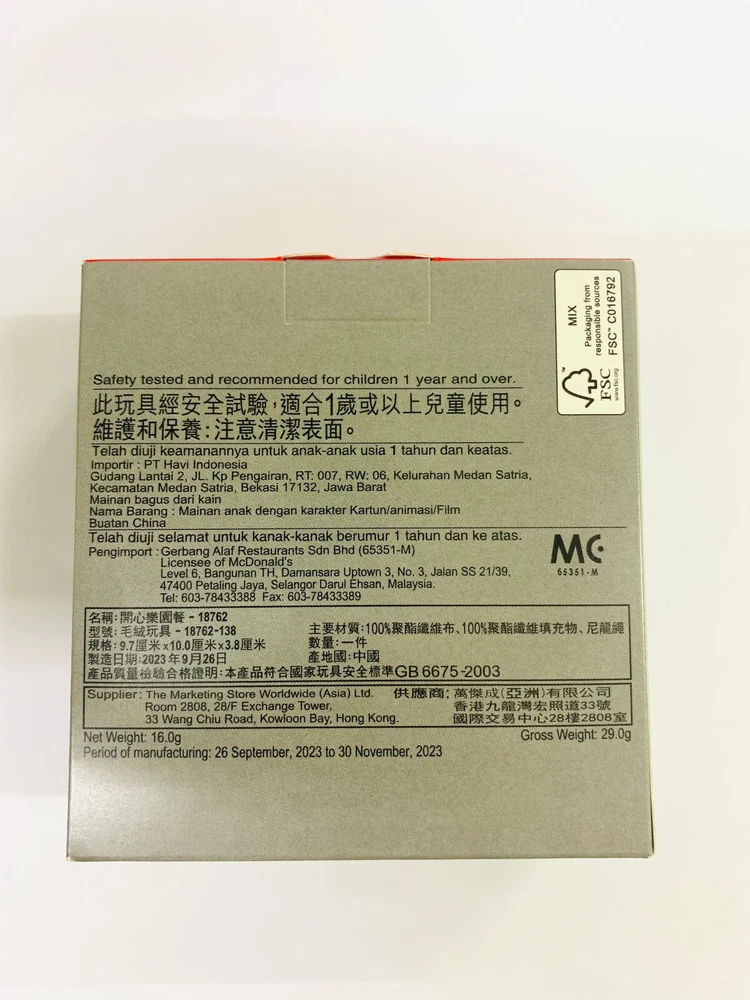 MIX
Packaging from
responsible sources
FSC™ C016792
FSC
www.fsc.org
Safety tested and recommended for children 1 year and over.
此玩具經安全試驗，適合1歲或以上兒童使用。
維護和保養：注意清潔表面。
Telah diuji keamanannya untuk anak-anak usia 1 tahun dan keatas.
Importir : PT Havi Indonesia
Gudang Lantai 2, JL. Kp Pengairan, RT: 007, RW: 06, Kelurahan Medan Satria,
Kecamatan Medan Satria, Bekasi 17132, Jawa Barat
Mainan bagus dari kain
Nama Barang : Mainan anak dengan karakter Kartun/animasi/Film
Buatan China
Telah diuji selamat untuk kanak-kanak berumur 1 tahun dan ke atas.
Pengimport : Gerbang Alaf Restaurants Sdn Bhd (65351-M)
Licensee of McDonald's
Level 6, Bangunan TH, Damansara Uptown 3, No. 3, Jalan SS 21/39,
47400 Petaling Jaya, Selangor Darul Ehsan, Malaysia.
Tel: 603-78433388 Fax: 603-78433389
MC
65351-M
名稱：開心樂園餐 - 18762
型號：毛絨玩具 - 18762-138
規格：9.7厘米x10.0厘米x3.8厘米
製造日期：2023年9月26日
主要材質：100%聚酯纖維布、100%聚酯纖維填充物、尼龍繩
數量：一件
產地國：中國
產品質量檢驗合格證明：本產品符合國家玩具安全標準GB 6675-2003
Supplier : The Marketing Store Worldwide (Asia) Ltd.
Room 2808, 28/F Exchange Tower,
33 Wang Chiu Road, Kowloon Bay, Hong Kong.
供應商：萬傑成（亞洲）有限公司
香港九龍灣宏照道33號
國際交易中心28樓2808室
Net Weight: 16.0g
Gross Weight: 29.0g
Period of manufacturing: 26 September, 2023 to 30 November, 2023